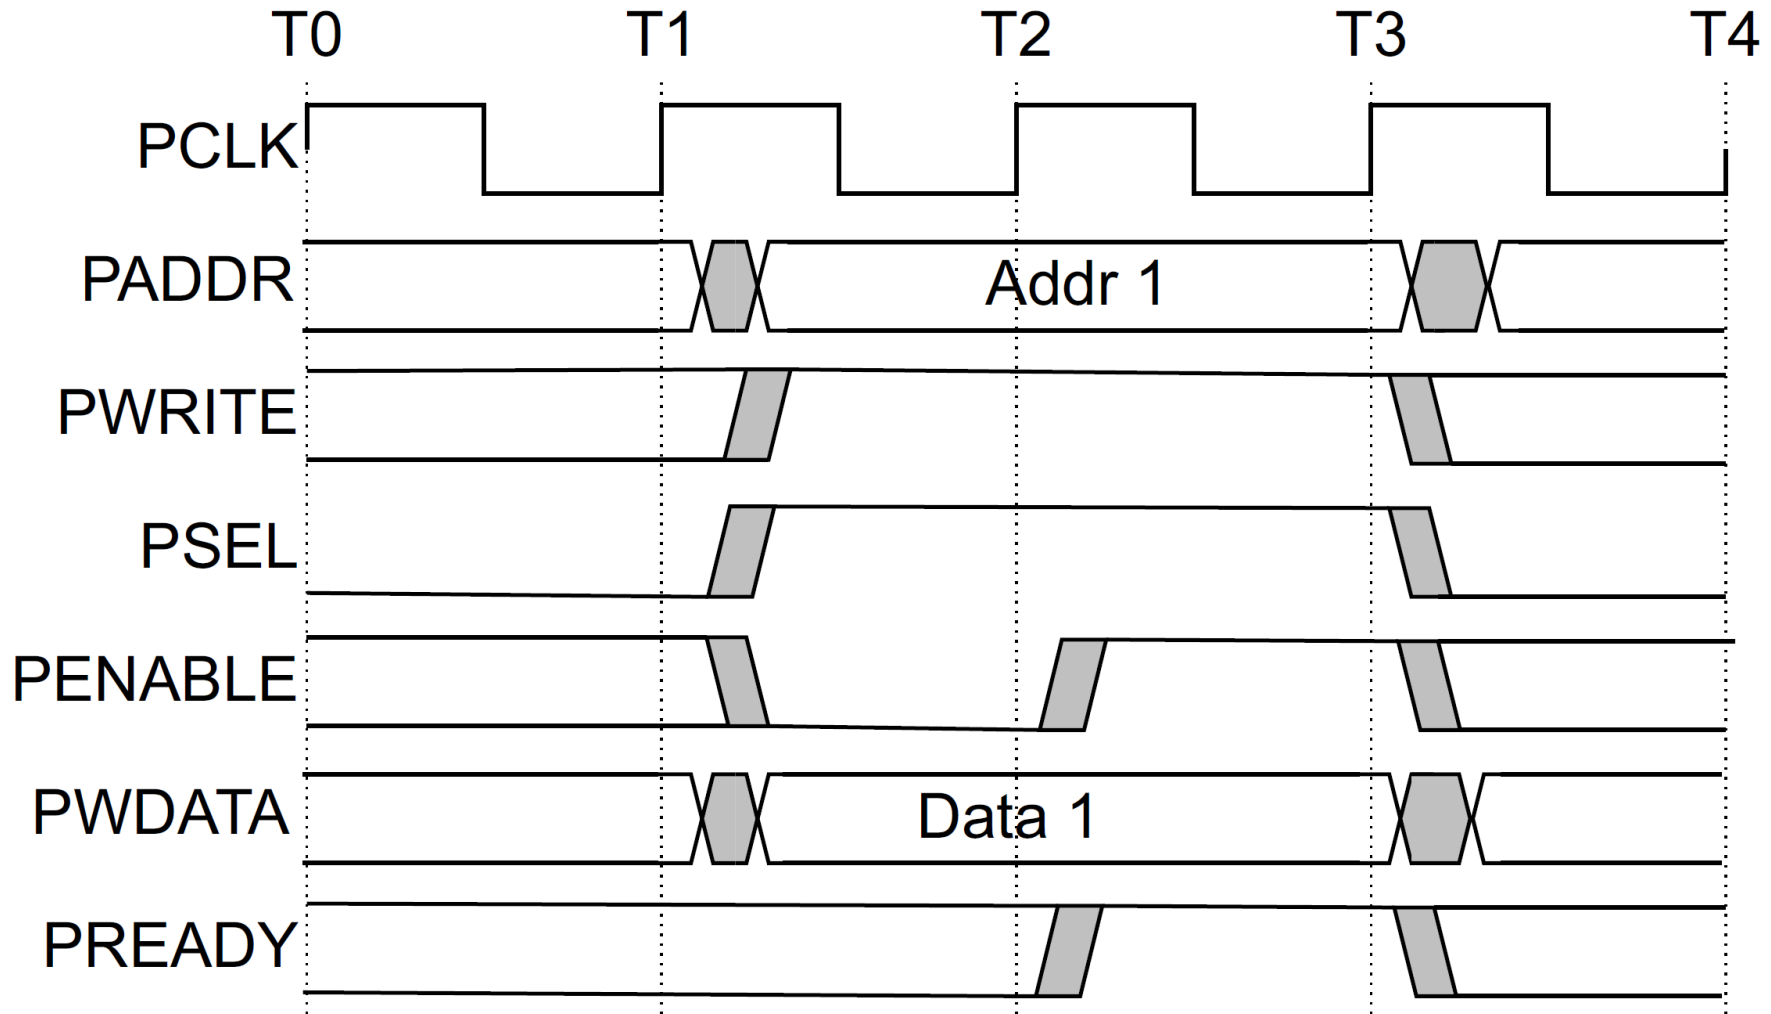 T0 T1 T2 T3 T4
PCLK
PADDR Addr 1
PWRITE
PSEL
PENABLE
PWDATA Data 1
PREADY